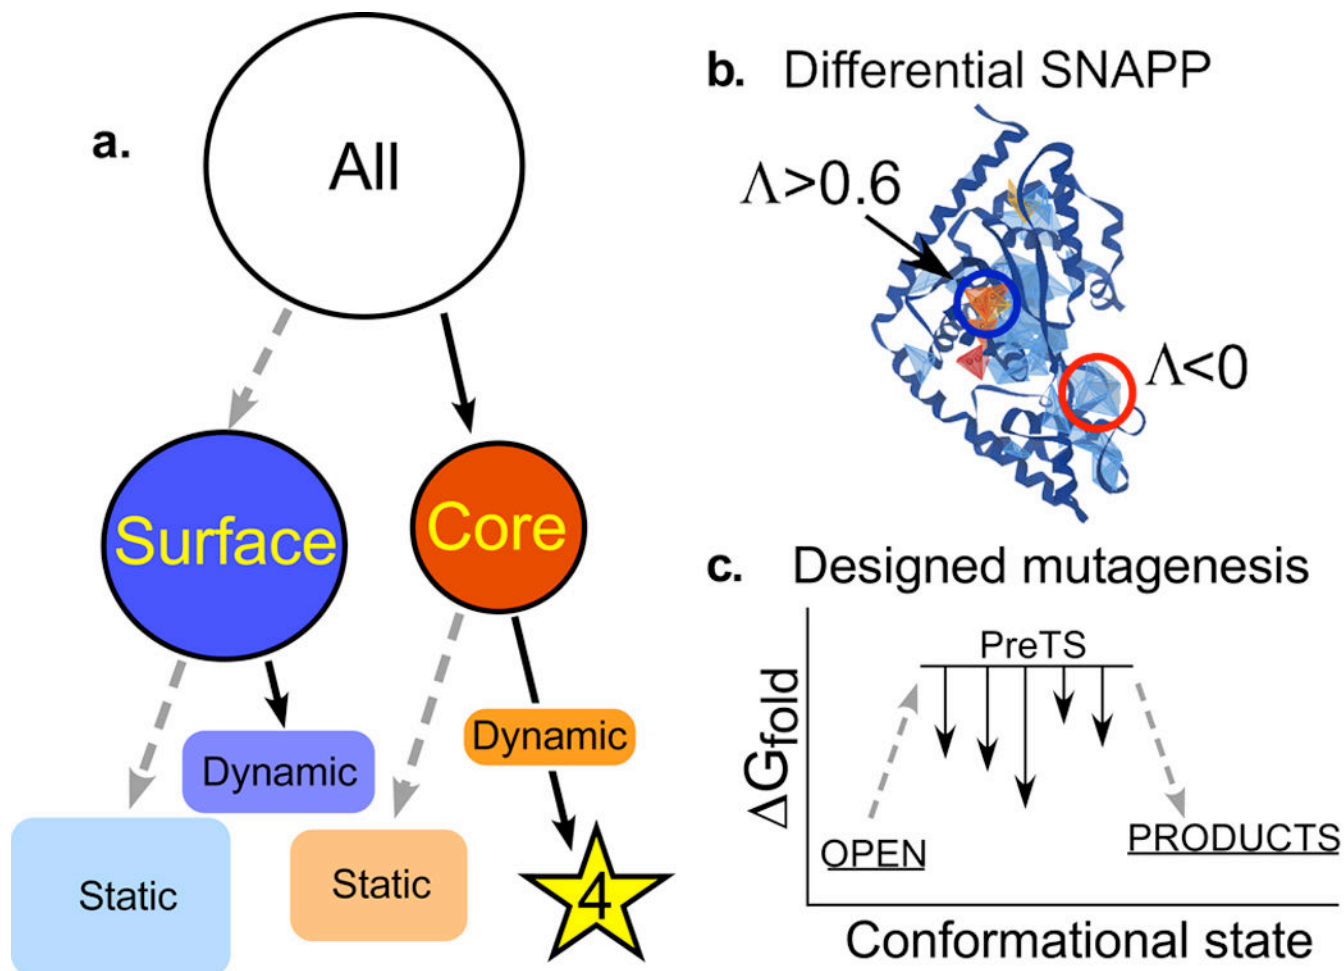 a.
All
Surface
Core
Dynamic
Dynamic
Static
Static
4
b. Differential SNAPP
Λ>0.6
Λ<0
c. Designed mutagenesis
PreTS
ΔGfold
OPEN
PRODUCTS
Conformational state